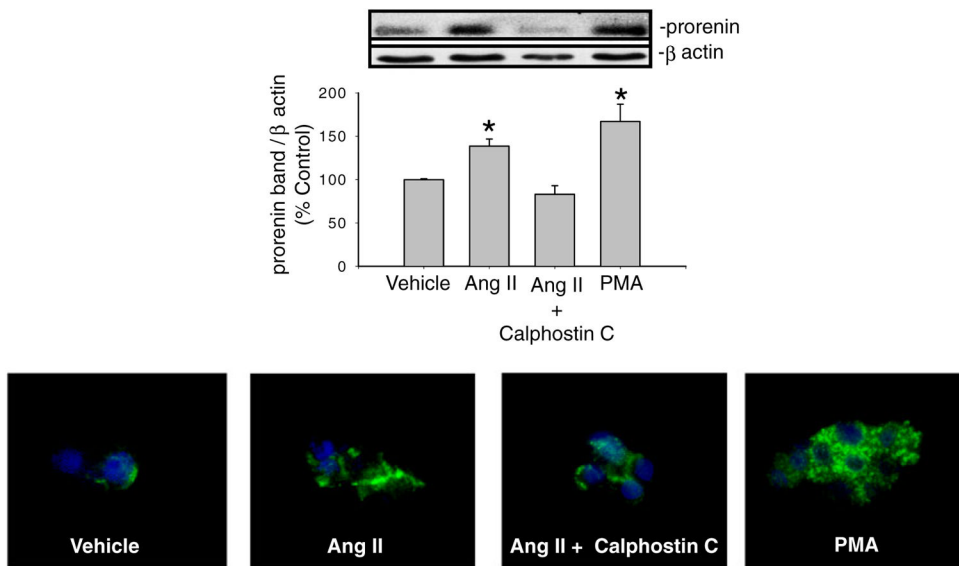 -prorenin
-β actin
prorenin band / β actin
(% Control)
200
150
100
50
0
*
*
Vehicle
Ang II
Ang II
+
Calphostin C
PMA
Vehicle
Ang II
Ang II + Calphostin C
PMA